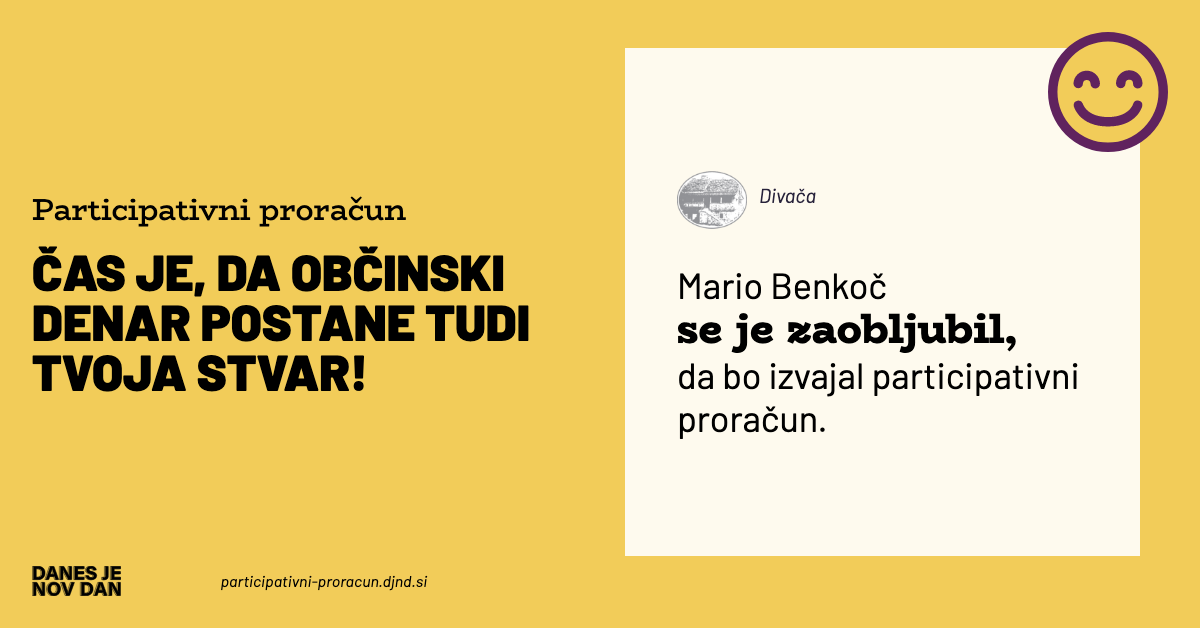 Participativni proračun
ČAS JE, DA OBČINSKI
DENAR POSTANE TUDI
TVOJA STVAR!
DANES JE
NOV DAN
participativni-proracun.djnd.si
Divača
Mario Benkoč
se je zaobljubil,
da bo izvajal participativni
proračun.